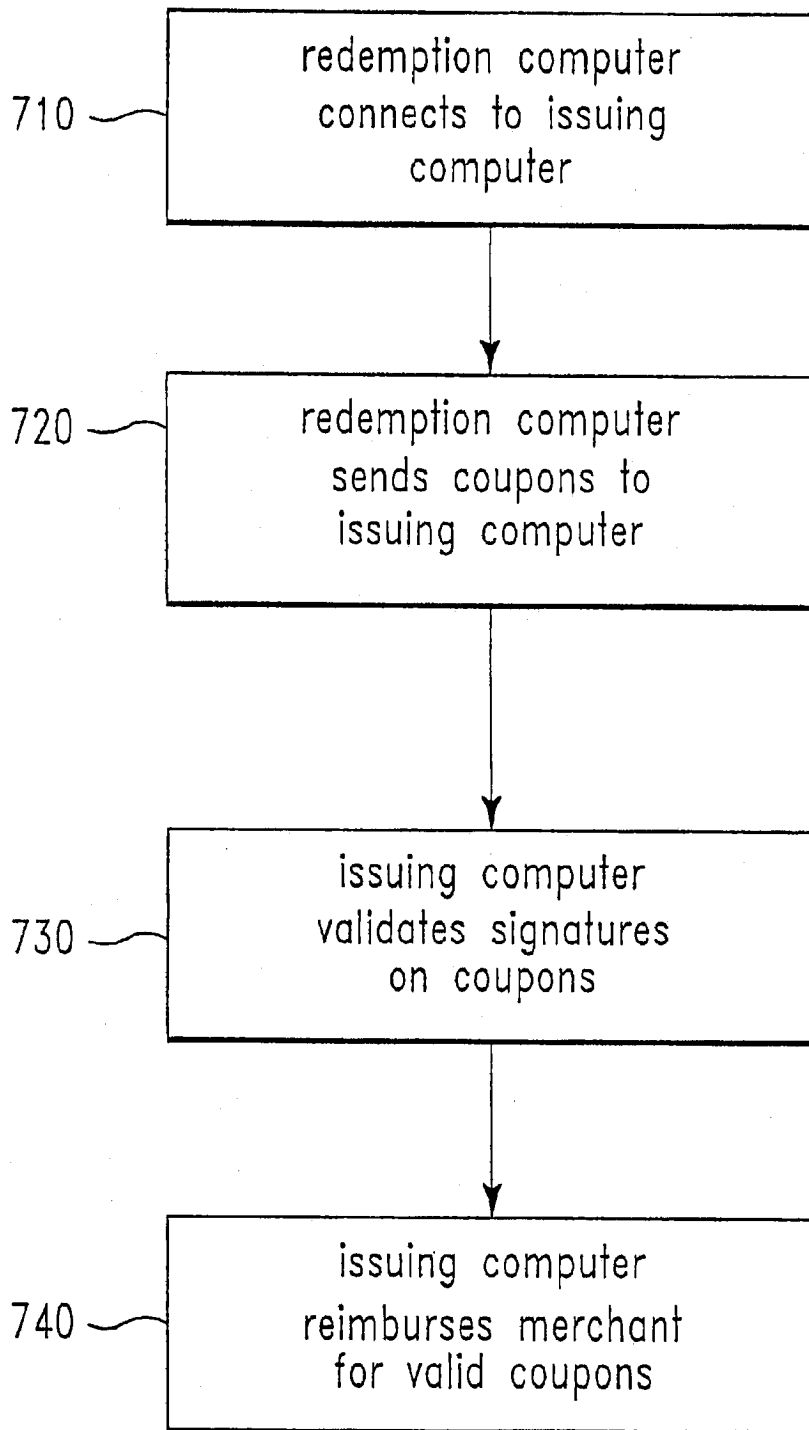 710
redemption computer
connects to issuing
computer
720
redemption computer
sends coupons to
issuing computer
730
issuing computer
validates signatures
on coupons
740
issuing computer
reimburses merchant
for valid coupons